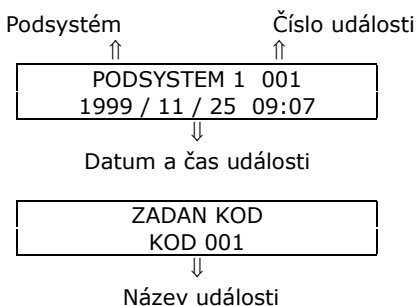 Podsystém Číslo události
⇑ ⇑
PODSYSTEM 1 001
1999 / 11 / 25 09:07
⇓
Datum a čas události
ZADAN KOD
KOD 001
⇓
Název události